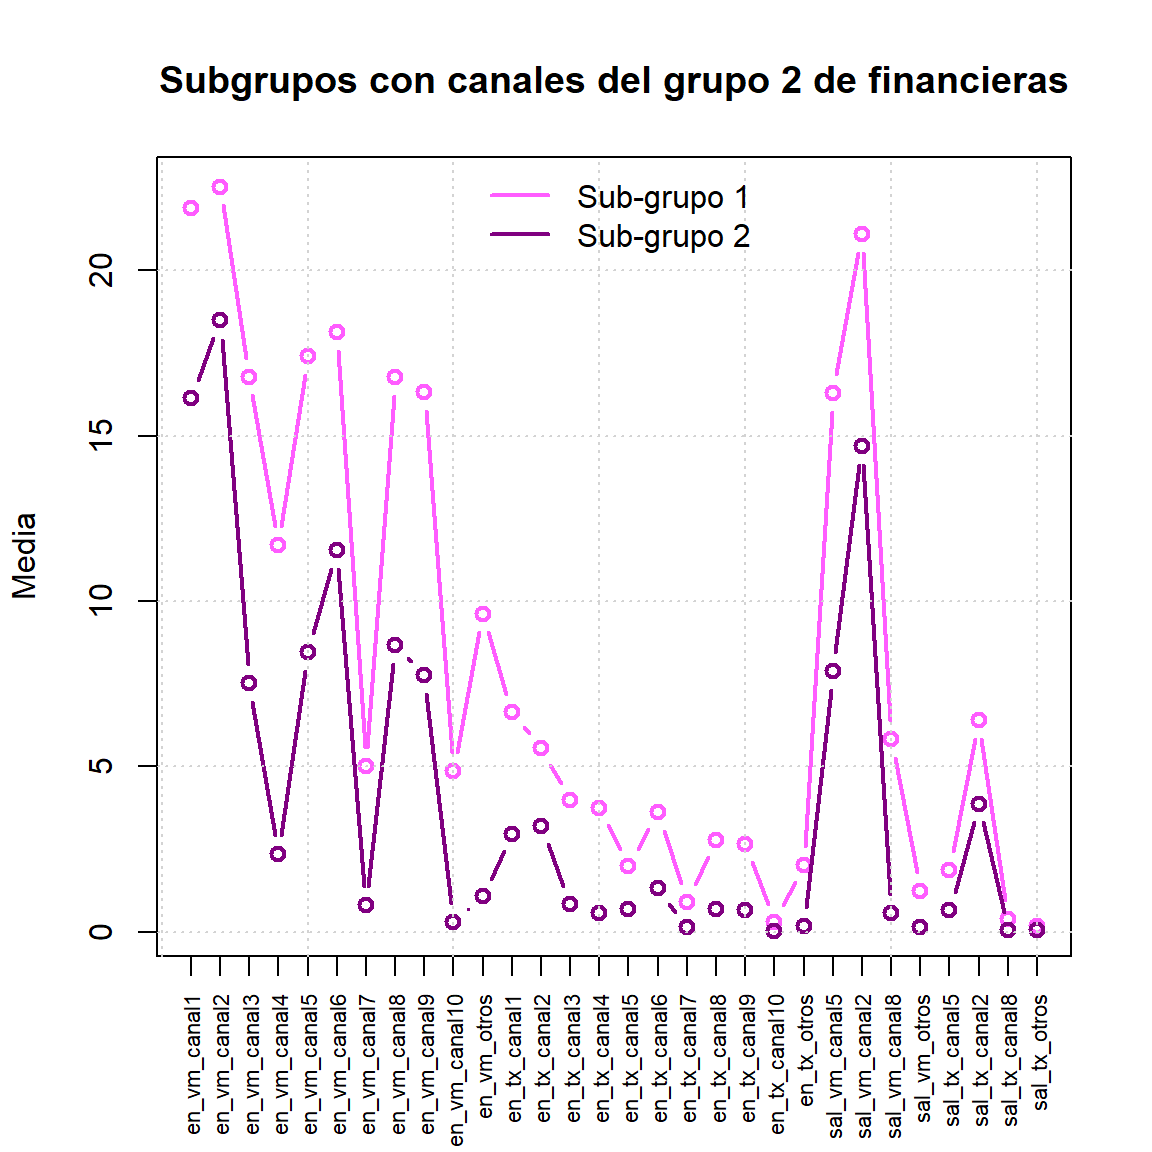 Subgrupos con canales del grupo 2 de financieras
Sub-grupo 1
Sub-grupo 2
Media
20
15
10
5
0
en_vm_canal1
en_vm_canal2
en_vm_canal3
en_vm_canal4
en_vm_canal5
en_vm_canal6
en_vm_canal7
en_vm_canal8
en_vm_canal9
en_vm_canal10
en_vm_otros
en_tx_canal1
en_tx_canal2
en_tx_canal3
en_tx_canal4
en_tx_canal5
en_tx_canal6
en_tx_canal7
en_tx_canal8
en_tx_canal9
en_tx_canal10
en_tx_otros
sal_vm_canal5
sal_vm_canal2
sal_vm_canal8
sal_vm_otros
sal_tx_canal5
sal_tx_canal2
sal_tx_canal8
sal_tx_otros